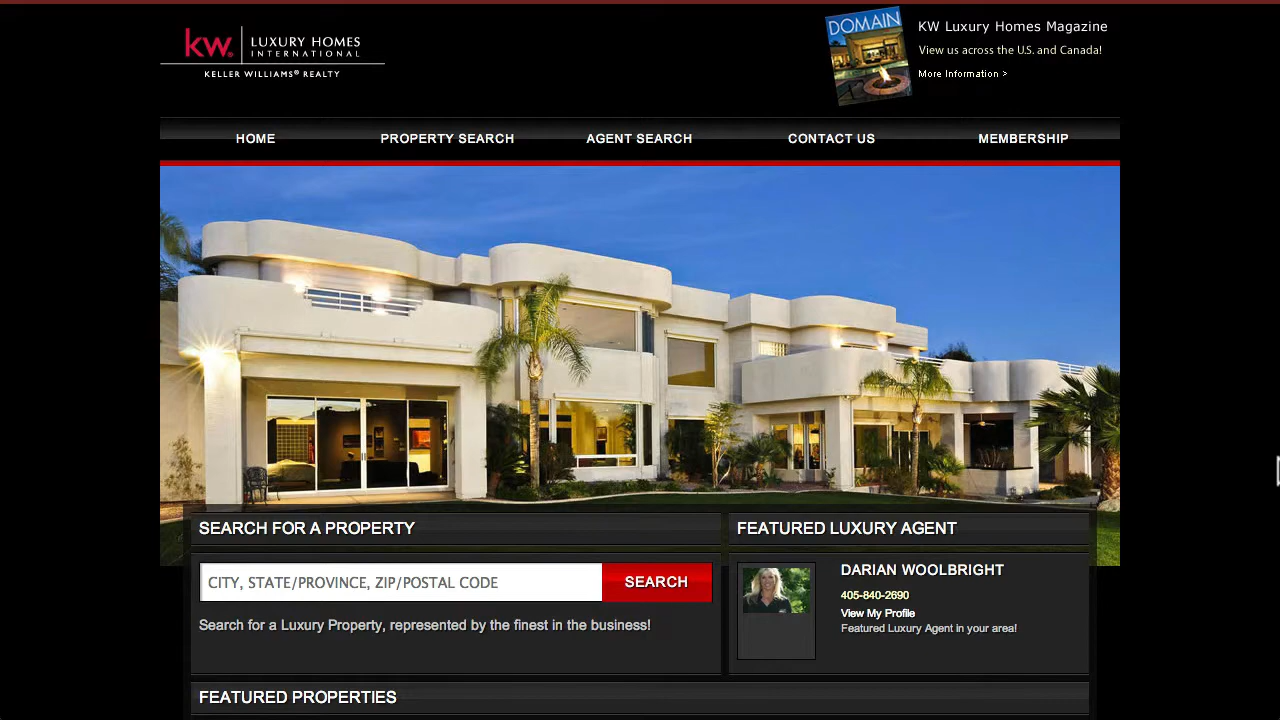 kw.
LUXURY HOMES
INTERNATIONAL
KELLER WILLIAMS® REALTY
DOMAIN
KW Luxury Homes Magazine
View us across the U.S. and Canada!
More Information >
HOME
PROPERTY SEARCH
AGENT SEARCH
CONTACT US
MEMBERSHIP
SEARCH FOR A PROPERTY
CITY, STATE/PROVINCE, ZIP/POSTAL CODE
SEARCH
Search for a Luxury Property, represented by the finest in the business!
FEATURED LUXURY AGENT
DARIAN WOOLBRIGHT
405-840-2690
View My Profile
Featured Luxury Agent in your area!
FEATURED PROPERTIES